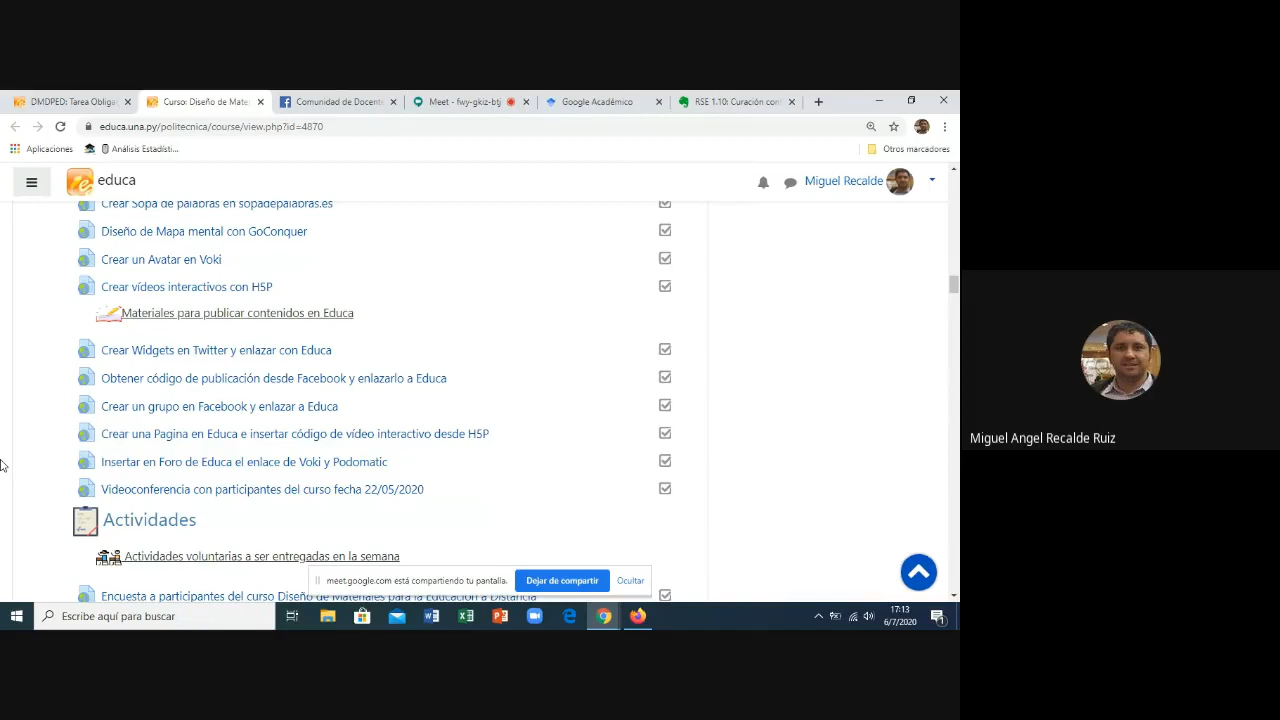 DMDPED: Tarea Obliga
Curso: Diseño de Mate
Comunidad de Docent
Meet - fwy-gkiz-btj
Google Académico
RSE 1.10: Curación con
educa.una.py/politecnica/course/view.php?id=4870
Aplicaciones
Análisis Estadísti...
Otros marcadores
educa
Miguel Recalde
Crear Sopa de palabras en sopadepalabras.es
Diseño de Mapa mental con GoConquer
Crear un Avatar en Voki
Crear vídeos interactivos con H5P
Materiales para publicar contenidos en Educa
Crear Widgets en Twitter y enlazar con Educa
Obtener código de publicación desde Facebook y enlazarlo a Educa
Crear un grupo en Facebook y enlazar a Educa
Crear una Pagina en Educa e insertar código de vídeo interactivo desde H5P
Insertar en Foro de Educa el enlace de Voki y Podomatic
Videoconferencia con participantes del curso fecha 22/05/2020
Actividades
Actividades voluntarias a ser entregadas en la semana
meet.google.com está compartiendo tu pantalla.
Dejar de compartir
Ocultar
Encuesta a participantes del curso Diseño de Materiales para la Educación a Distancia
Escribe aquí para buscar
17:13
6/7/2020
Miguel Angel Recalde Ruiz